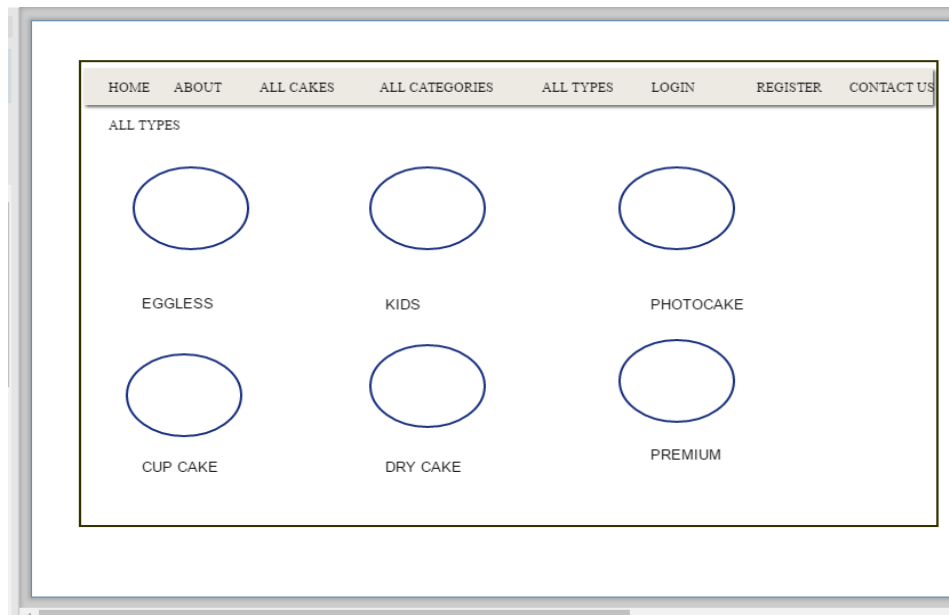 HOME ABOUT ALL CAKES ALL CATEGORIES ALL TYPES LOGIN REGISTER CONTACT US
ALL TYPES
EGGLESS KIDS PHOTOCAKE
CUP CAKE DRY CAKE PREMIUM